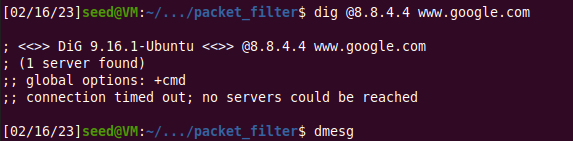 [02/16/23]seed@VM:~/.../packet_filter$ dig @8.8.4.4 www.google.com
; <<>> DiG 9.16.1-Ubuntu <<>> @8.8.4.4 www.google.com
; (1 server found)
;; global options: +cmd
;; connection timed out; no servers could be reached
[02/16/23]seed@VM:~/.../packet_filter$ dmesg